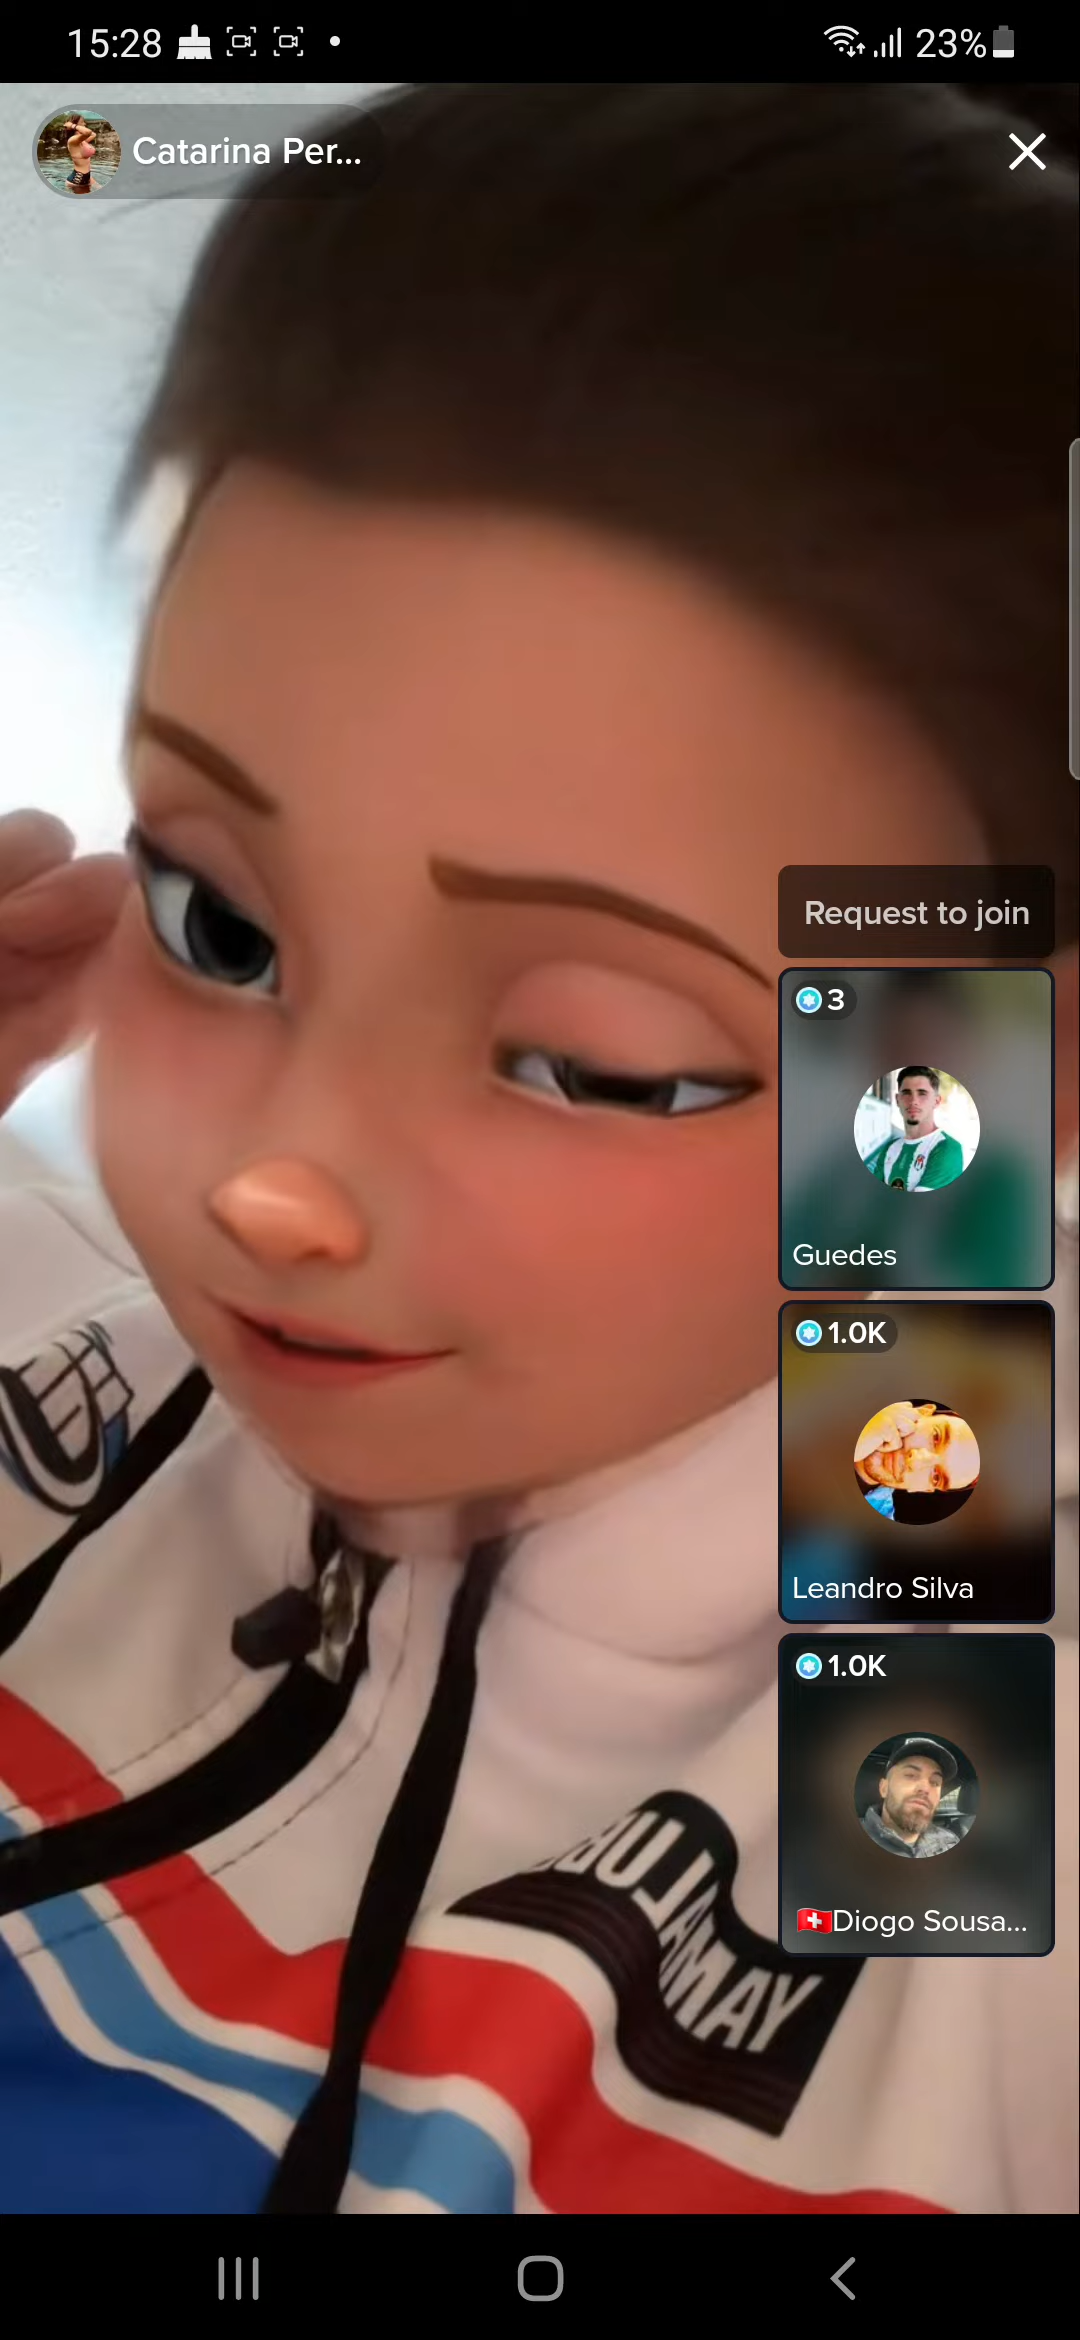 15:28
23%
Catarina Per...
Request to join
3
Guedes
1.0K
Leandro Silva
1.0K
🇨🇭Diogo Sousa...